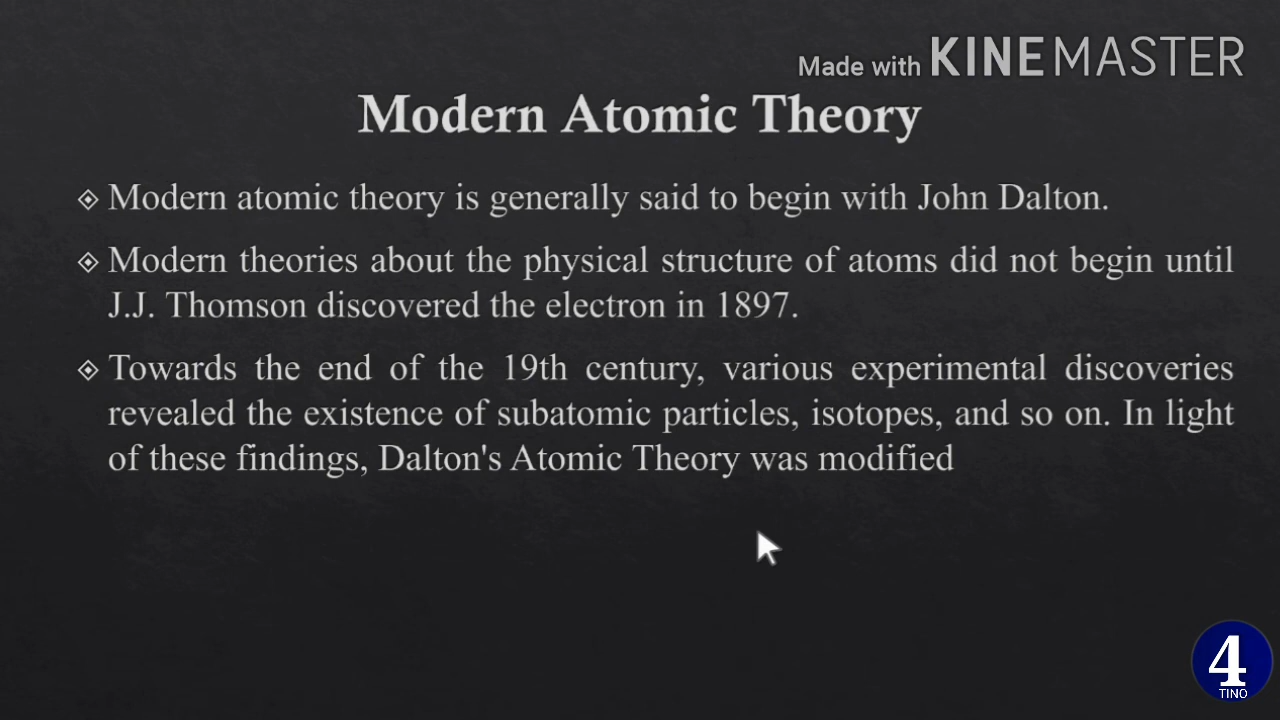 Made with KINEMASTER
Modern Atomic Theory
Modern atomic theory is generally said to begin with John Dalton.
Modern theories about the physical structure of atoms did not begin until
J.J. Thomson discovered the electron in 1897.
Towards the end of the 19th century, various experimental discoveries
revealed the existence of subatomic particles, isotopes, and so on. In light
of these findings, Dalton's Atomic Theory was modified
4
TINO